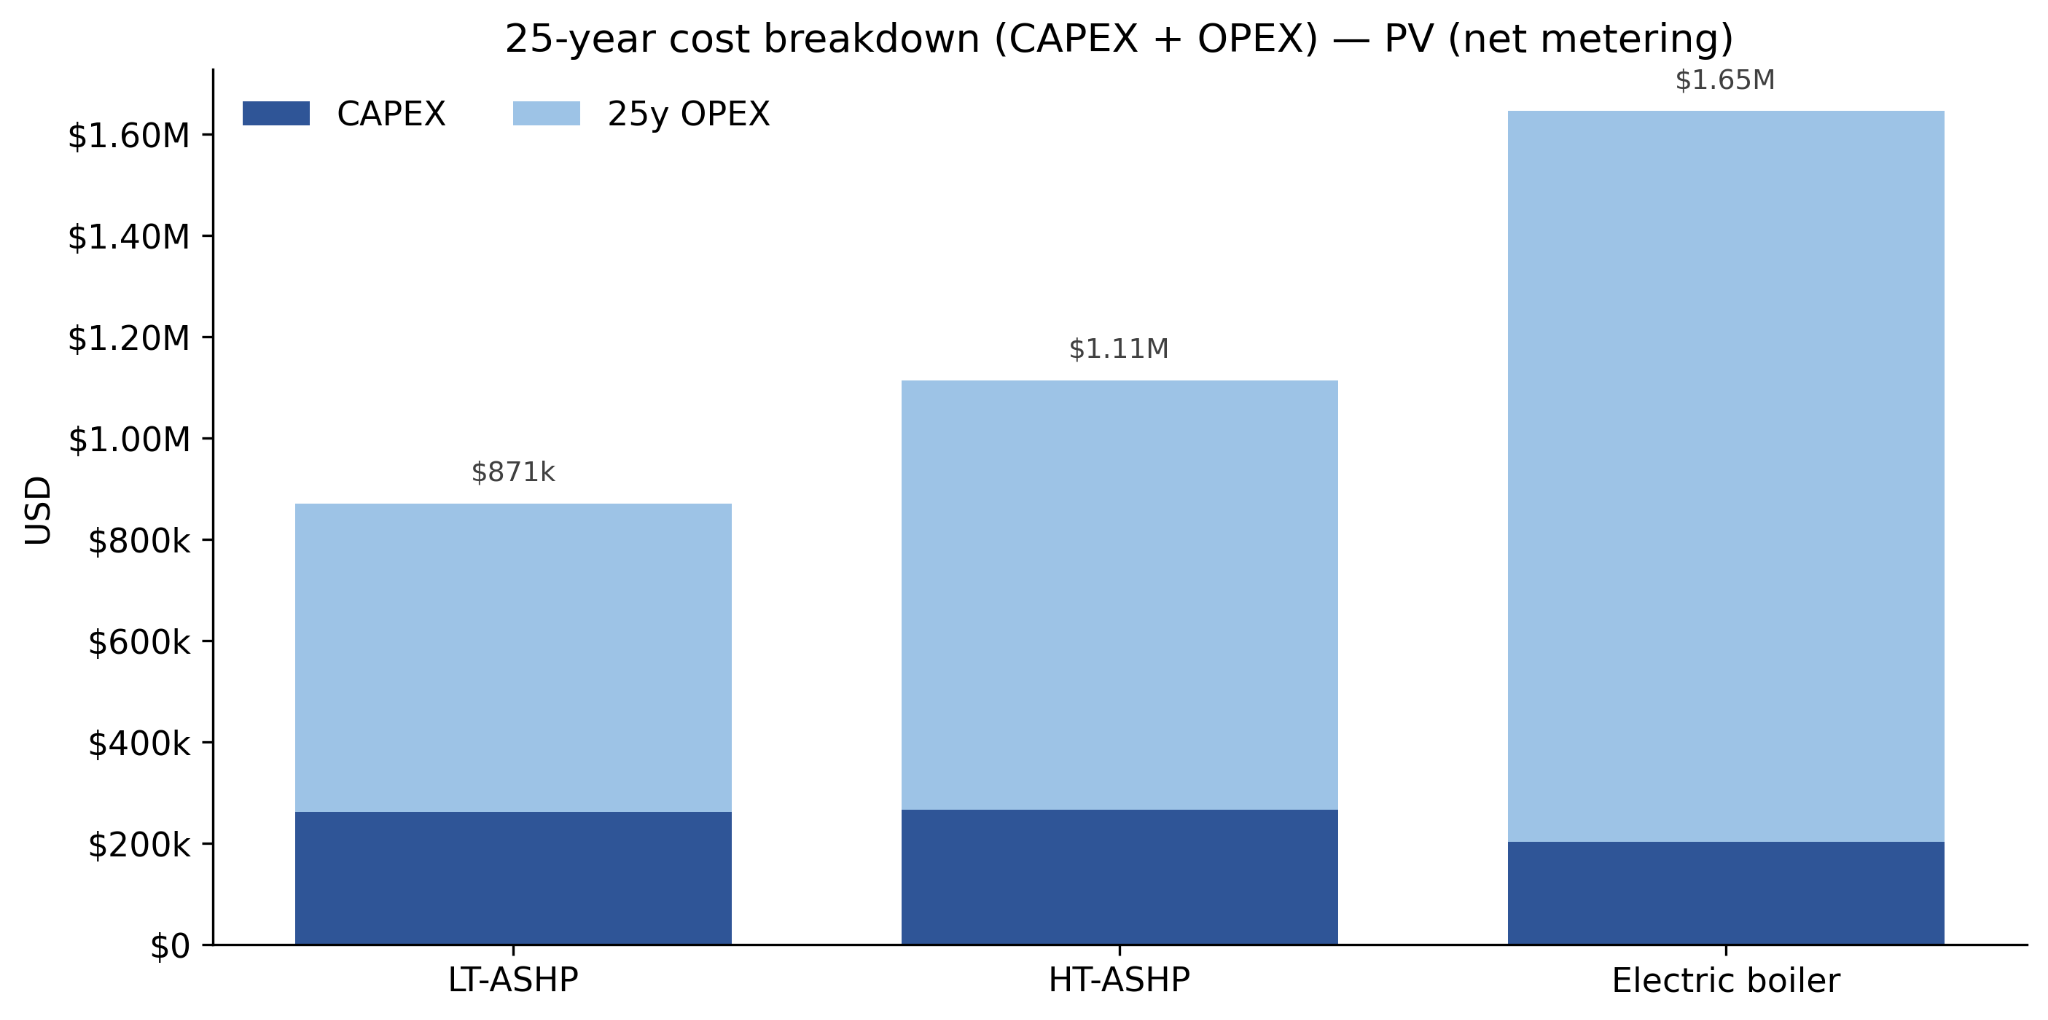 25-year cost breakdown (CAPEX + OPEX) — PV (net metering)
CAPEX
25y OPEX
USD
$1.60M
$1.40M
$1.20M
$1.00M
$800k
$600k
$400k
$200k
$0
$871k
$1.11M
$1.65M
LT-ASHP
HT-ASHP
Electric boiler